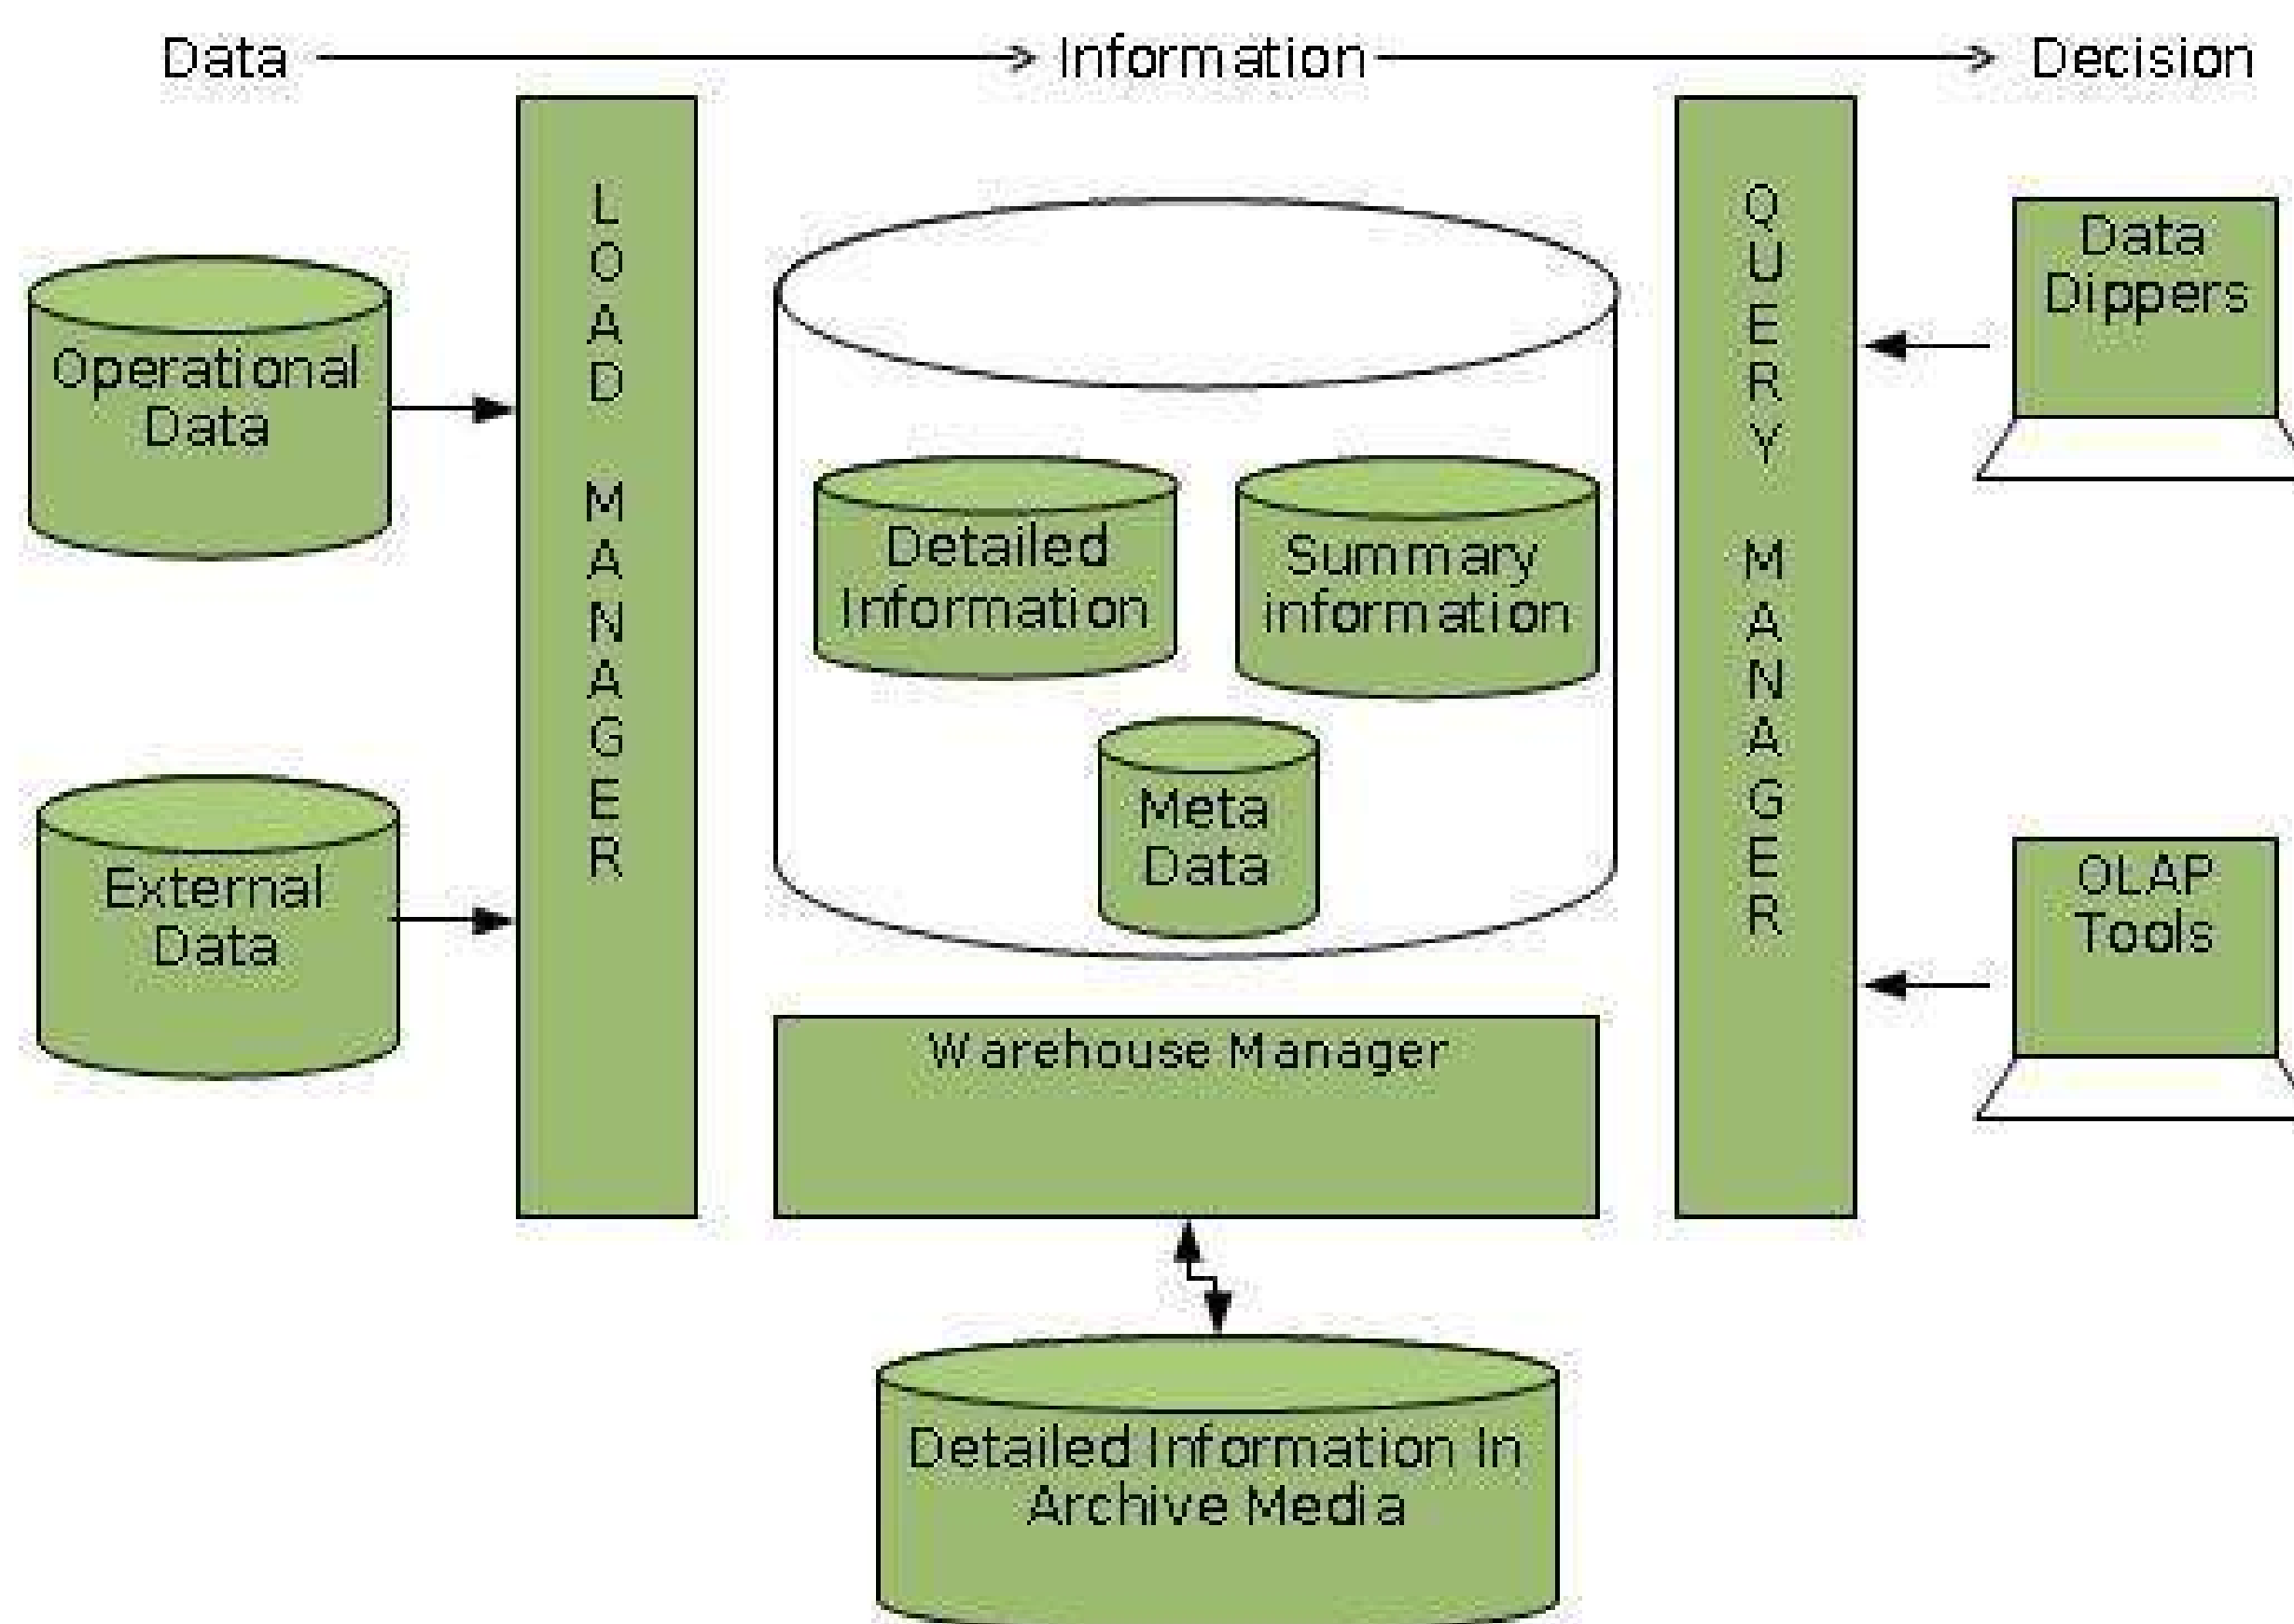 Data
Information
Decision
LOAD MANAGER
QUERY MANAGER
Data
Dippers
Operational
Data
Detailed
Information
Summary
information
Meta
Data
External
Data
OLAP
Tools
Warehouse Manager
Detailed Information In
Archive Media